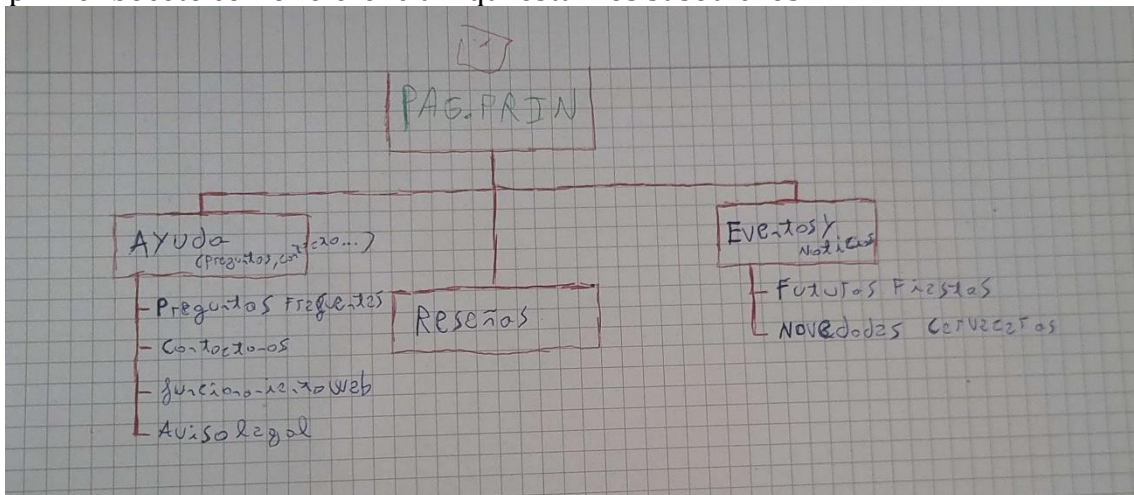 PAG. PRIN
AYUDA
(Preguntas, contacto...)
- Preguntas Frequentes
- Contactanos
- funcionamiento web
- Aviso legal
Reseñas
Eventos y
Noticias
- Futuras Fiestas
- Novedades Cerveceras